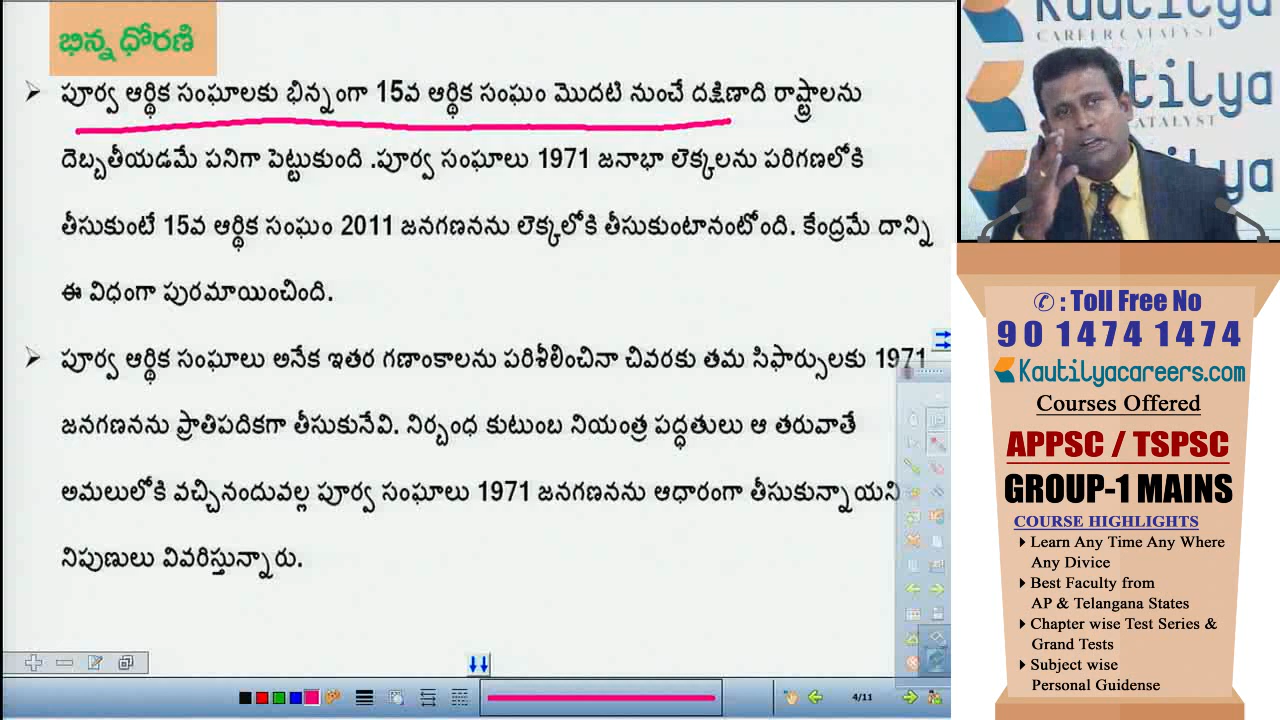 భిన్న ధోరణి
పూర్వ ఆర్థిక సంఘాలకు భిన్నంగా 15వ ఆర్థిక సంఘం మొదటి నుంచే దక్షిణాది రాష్ట్రాలను
దెబ్బతీయడమే పనిగా పెట్టుకుంది .పూర్వ సంఘాలు 1971 జనాభా లెక్కలను పరిగణలోకి
తీసుకుంటే 15వ ఆర్థిక సంఘం 2011 జనగణనను లెక్కలోకి తీసుకుంటానంటోంది. కేంద్రమే దాన్ని
ఈ విధంగా పురమాయించింది.
పూర్వ ఆర్థిక సంఘాలు అనేక ఇతర గణాంకాలను పరిశీలించినా చివరకు తమ సిఫార్సులకు 1971
జనగణనను ప్రాతిపదికగా తీసుకునేవి. నిర్బంధ కుటుంబ నియంత్ర పద్ధతులు ఆ తరువాతే
అమలులోకి వచ్చినందువల్ల పూర్వ సంఘాలు 1971 జనగణనను ఆధారంగా తీసుకున్నాయని
నిపుణులు వివరిస్తున్నారు.
4/11
Kautilya
CAREER CATALYST
tilya
CATALYST
tilya
✆ : Toll Free No
90 1474 1474
Kautilyacareers.com
Courses Offered
APPSC / TSPSC
GROUP-1 MAINS
COURSE HIGHLIGHTS
Learn Any Time Any Where
Any Divice
Best Faculty from
AP & Telangana States
Chapter wise Test Series &
Grand Tests
Subject wise
Personal Guidense